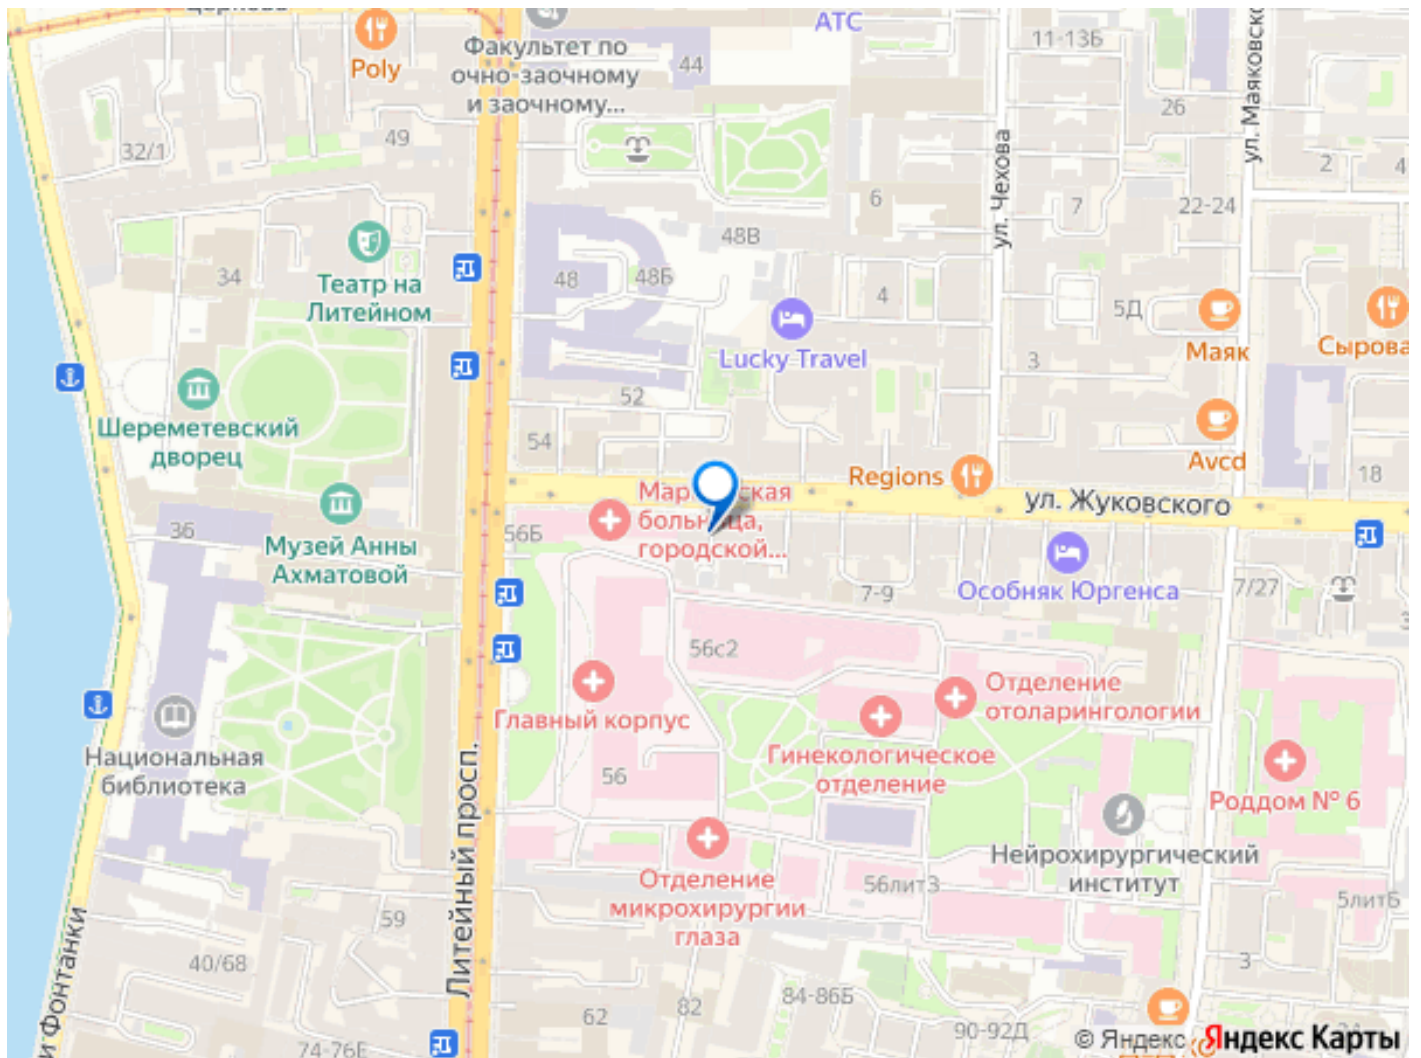 Poly
Факультет по
очно-заочному
и заочному...
44
АТС
11-13Б
ул. Маяковско
26
32/1
49
2
4
ул. Чехова
6
7
22-24
48В
Театр на
Литейном
34
48
48Б
4
5Д
Lucky Travel
Маяк
Сырова
3
Шереметевский
дворец
52
54
Avcd
18
Regions
ул. Жуковского
Музей Анны
Ахматовой
36
56Б
больница,
городской...
7-9
Особняк Юргенса
7/27
3
56с2
Отделение
отоларингологии
Главный корпус
Гинекологическое
отделение
Национальная
библиотека
56
Роддом № 6
Литейный просп.
Нейрохирургический
институт
Отделение
микрохирургии
глаза
56лит3
5литБ
59
40/68
и Фонтанки
62
82
84-86Б
90-92Д
3
74-76Е
© Яндекс Яндекс Карты